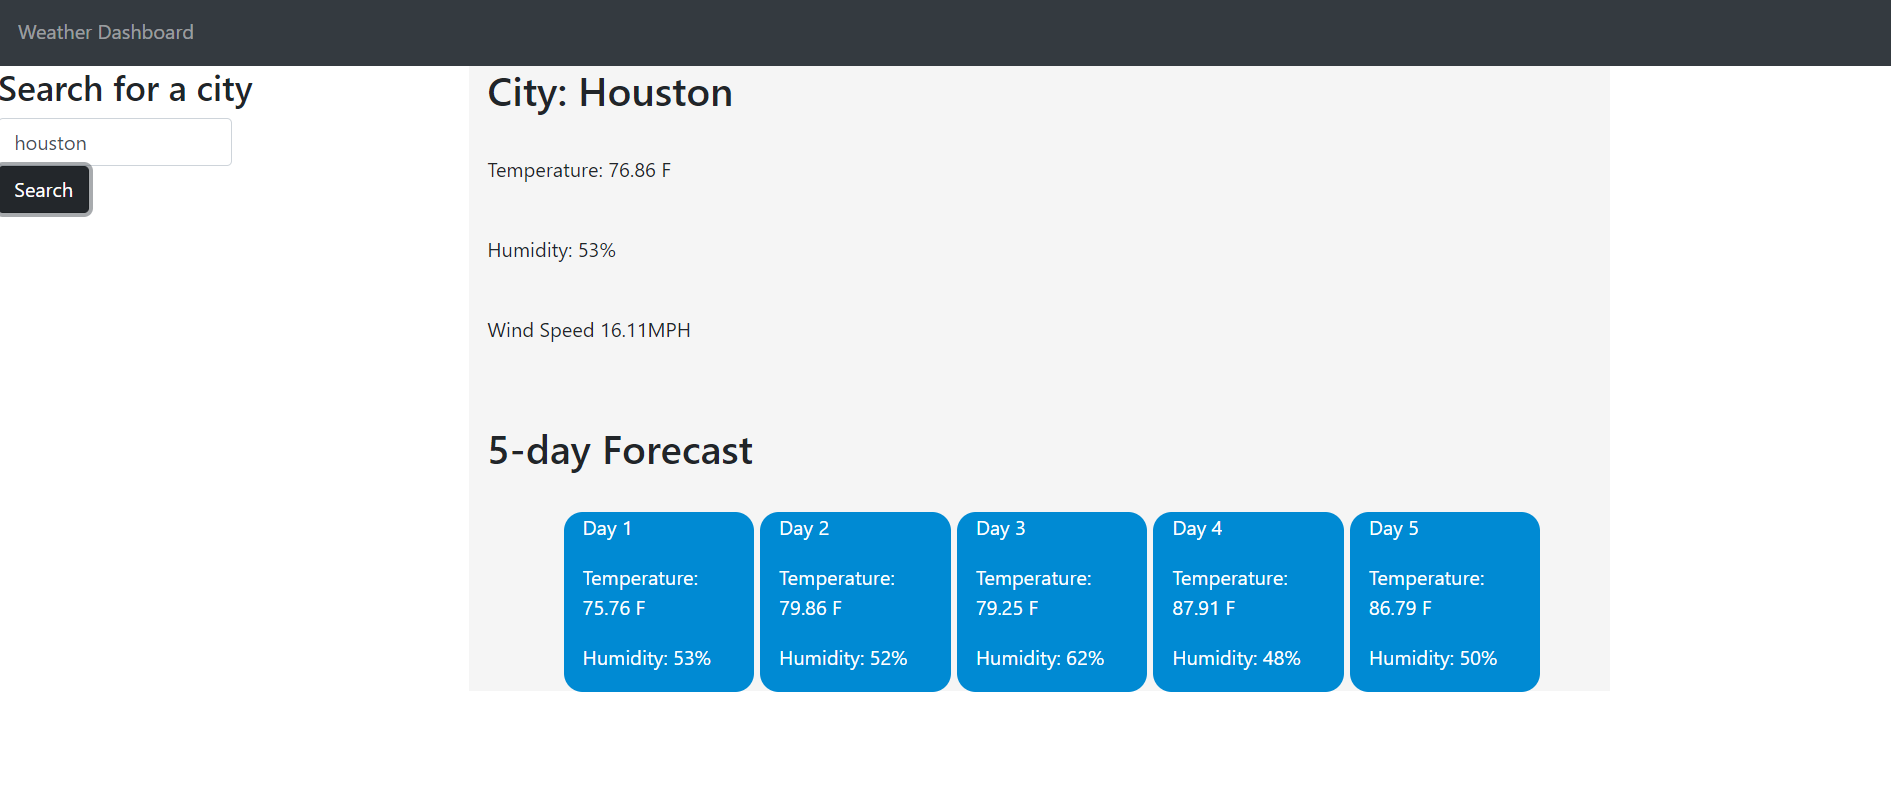 Weather Dashboard
Search for a city
houston
Search
City: Houston
Temperature: 76.86 F
Humidity: 53%
Wind Speed 16.11MPH
5-day Forecast
Day 1
Temperature:
75.76 F
Humidity: 53%
Day 2
Temperature:
79.86 F
Humidity: 52%
Day 3
Temperature:
79.25 F
Humidity: 62%
Day 4
Temperature:
87.91 F
Humidity: 48%
Day 5
Temperature:
86.79 F
Humidity: 50%